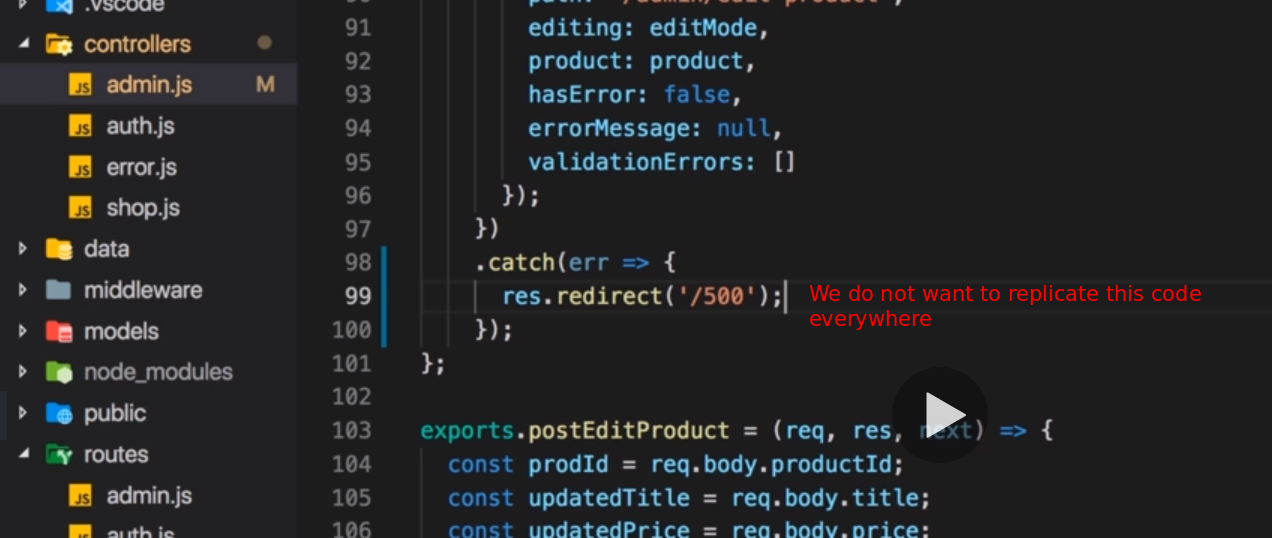 .vscode
controllers
admin.js M
auth.js
error.js
shop.js
data
middleware
models
node_modules
public
routes
admin.js
auth.js
91 editing: editMode,
92 product: product,
93 hasError: false,
94 errorMessage: null,
95 validationErrors: []
96 });
97 })
98 .catch(err => {
99 res.redirect('/500'); We do not want to replicate this code
everywhere
100 });
101 };
102
103 exports.postEditProduct = (req, res, next) => {
104 const prodId = req.body.productId;
105 const updatedTitle = req.body.title;
106 const updatedPrice = req.body.price;